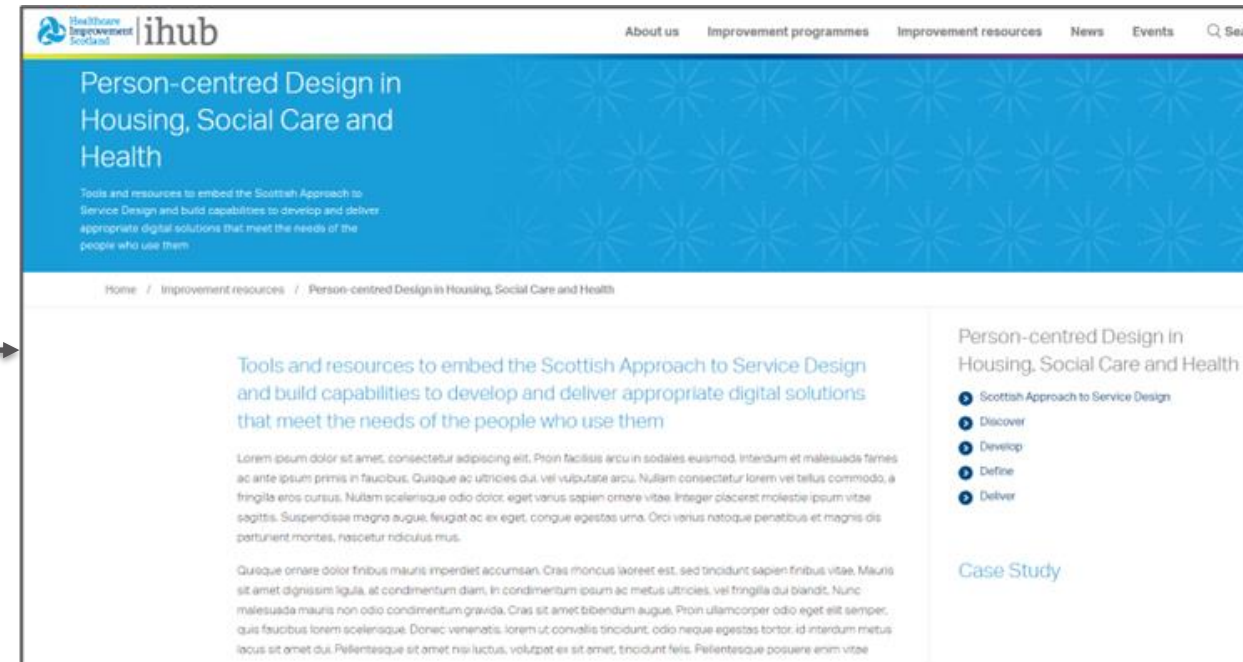 Healthcare
Improvement
Scotland
ihub
About us Improvement programmes Improvement resources News Events Sea
Person-centred Design in
Housing, Social Care and
Health
Tools and resources to embed the Scottish Approach to
Service Design and build capabilities to develop and deliver
appropriate digital solutions that meet the needs of the
people who use them
Home / Improvement resources / Person-centred Design in Housing, Social Care and Health
Tools and resources to embed the Scottish Approach to Service Design
and build capabilities to develop and deliver appropriate digital solutions
that meet the needs of the people who use them
Lorem ipsum dolor sit amet, consectetur adipiscing elit. Proin facilisis arcu in sodales euismod. Interdum et malesuada fames
ac ante ipsum primis in faucibus. Quisque ac ultricies dui, vel vulputate arcu. Nullam consectetur lorem vel tellus commodo, a
fringilla eros cursus. Nullam scelerisque odio dolor, eget varius sapien ornare vitae. Integer placerat molestie ipsum vitae
sagittis. Suspendisse magna augue, feugiat ac ex eget, congue egestas urna. Orci varius natoque penatibus et magnis dis
parturient montes, nascetur ridiculus mus.
Quisque ornare dolor finibus mauris imperdiet accumsan. Cras rhoncus laoreet est, sed tincidunt sapien finibus vitae. Mauris
sit amet dignissim ligula, at condimentum diam. In condimentum ipsum ac metus ultricies, vel fringilla dui blandit. Nunc
malesuada mauris non odio condimentum gravida. Cras sit amet bibendum augue. Proin ullamcorper odio eget elit semper,
quis faucibus lorem scelerisque. Donec venenatis, lorem ut convallis tincidunt, odio neque egestas tortor, id interdum metus
lacus sit amet dui. Pellentesque sit amet nisi luctus, volutpat ex sit amet, tincidunt felis. Pellentesque posuere enim vitae
Person-centred Design in
Housing, Social Care and Health
Scottish Approach to Service Design
Discover
Develop
Define
Deliver
Case Study